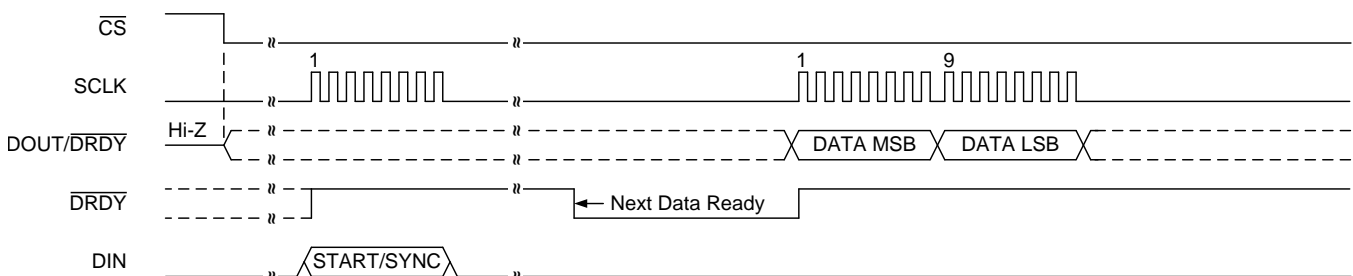 CS
1 1 9
SCLK
Hi-Z
DOUT/DRDY DATA MSB DATA LSB
DRDY Next Data Ready
DIN START/SYNC